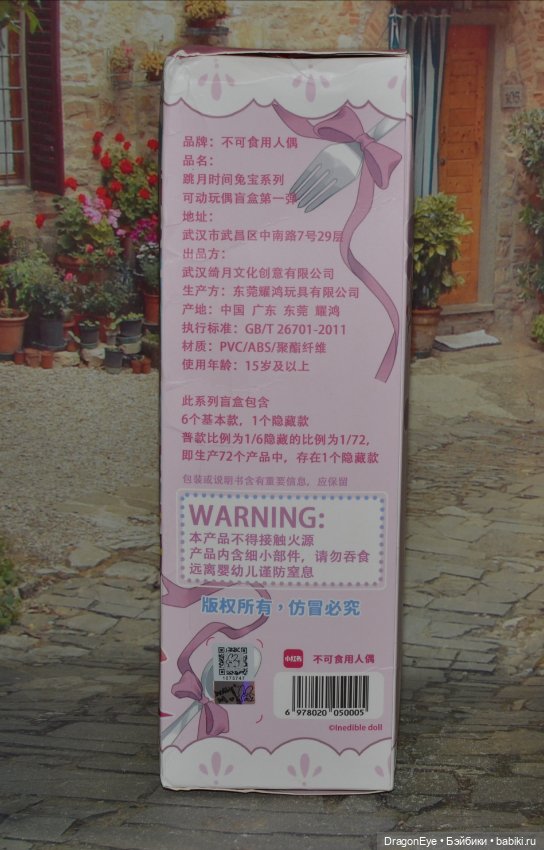 105
品牌：不可食用人偶
品名：
跳月时间兔宝系列
可动玩偶盲盒第一弹
地址：
武汉市武昌区中南路7号29层
出品方：
武汉绮月文化创意有限公司
生产方：东莞耀鸿玩具有限公司
产地：中国 广东 东莞 耀鸿
执行标准：GB/T 26701-2011
材质：PVC/ABS/聚酯纤维
使用年龄：15岁及以上
此系列盲盒包含
6个基本款，1个隐藏款
普款比例为1/6隐藏的比例为1/72，
即生产72个产品中，存在1个隐藏款
包装或说明书含有重要信息，应保留
WARNING:
本产品不得接触火源
产品内含细小部件，请勿吞食
远离婴幼儿谨防窒息
版权所有，仿冒必究
小红书 不可食用人偶
6 978020 050005
©Inedible doll
DragonEye • Бэйбики • babiki.ru